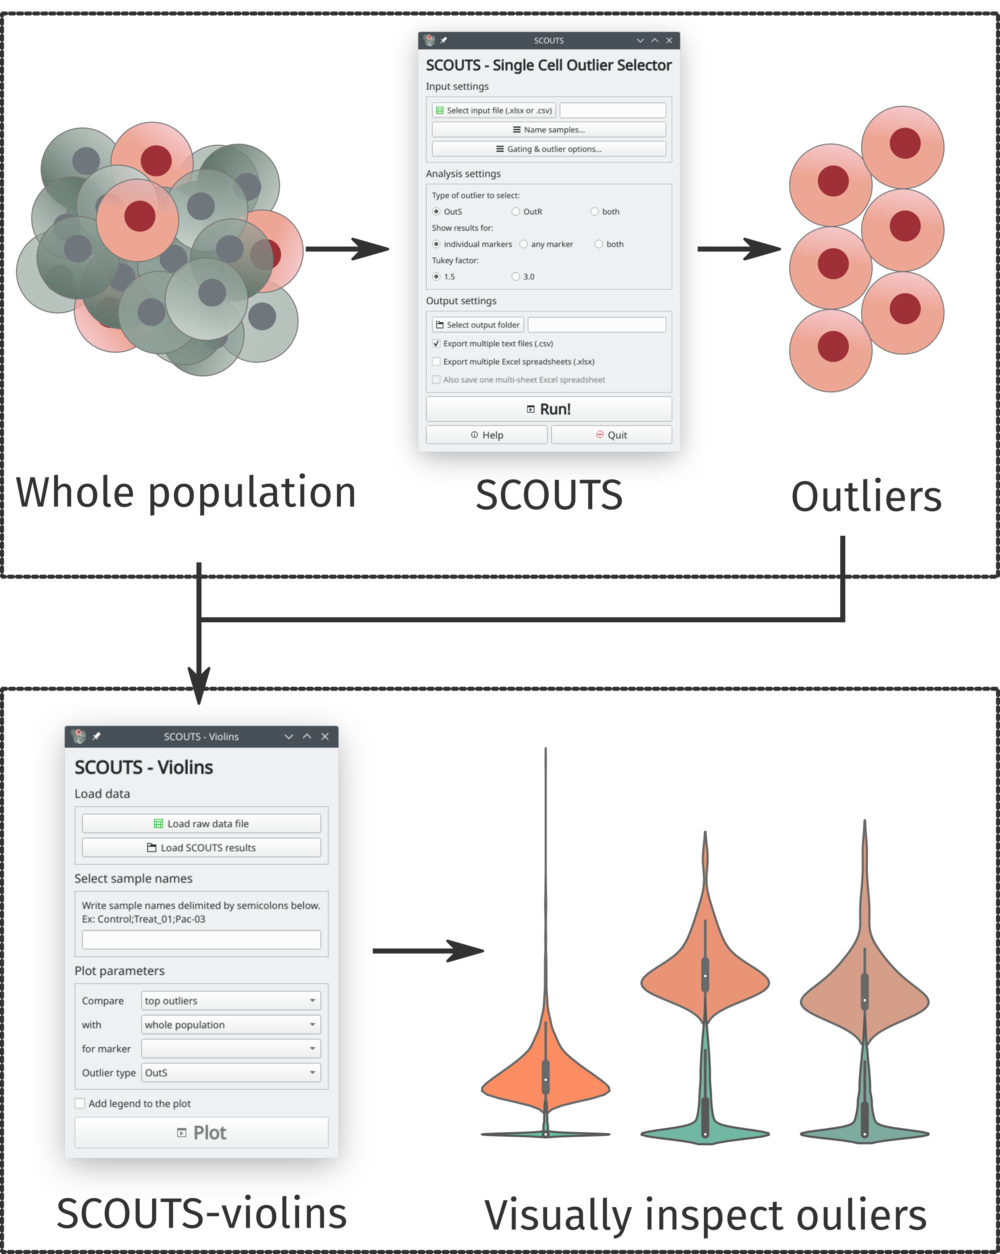 SCOUTS
SCOUTS - Single Cell Outlier Selector
Input settings
Select input file (.xlsx or .csv)
Name samples...
Gating & outlier options...
Analysis settings
Type of outlier to select:
OutS OutR both
Show results for:
individual markers any marker both
Tukey factor:
1.5 3.0
Output settings
Select output folder
Export multiple text files (.csv)
Export multiple Excel spreadsheets (.xlsx)
Also save one multi-sheet Excel spreadsheet
Run!
Help Quit
Whole population
SCOUTS
Outliers
SCOUTS - Violins
SCOUTS - Violins
Load data
Load raw data file
Load SCOUTS results
Select sample names
Write sample names delimited by semicolons below.
Ex: Control;Treat_01;Pac-03
Plot parameters
Compare top outliers
with whole population
for marker
Outlier type OutS
Add legend to the plot
Plot
SCOUTS-violins
Visually inspect ouliers